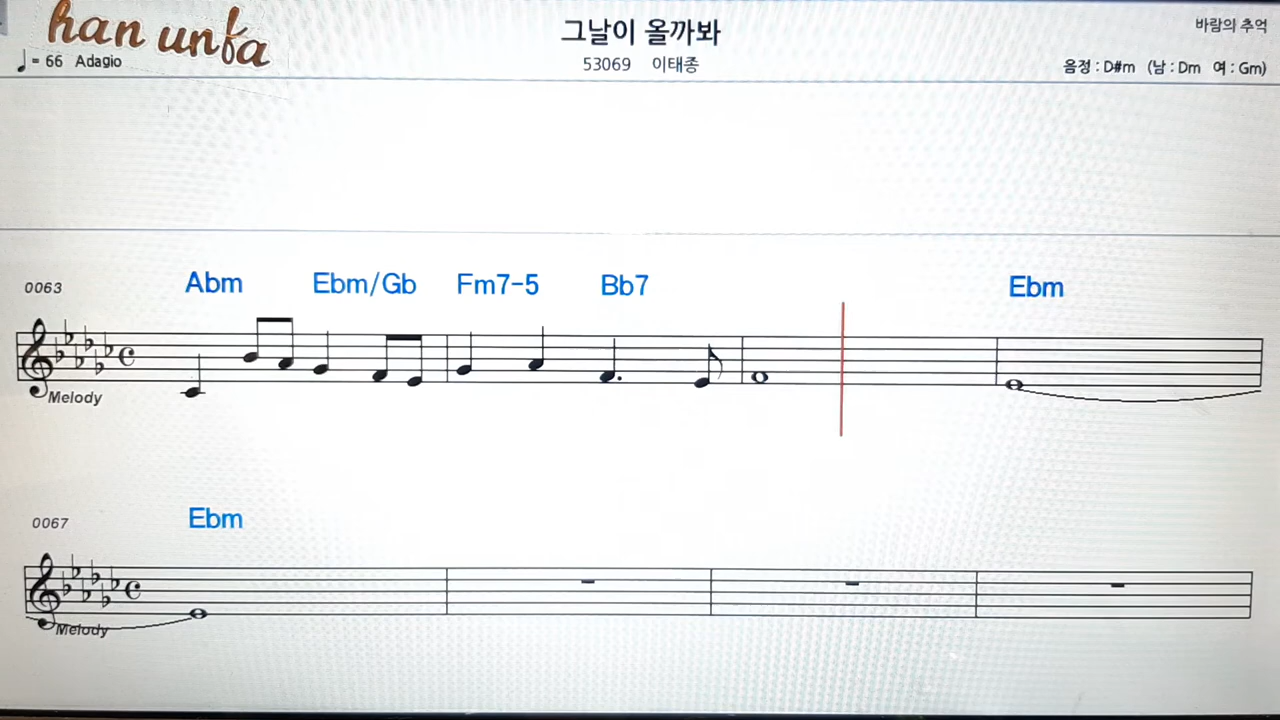 han unfa
그날이 올까봐
바람의 추억
♩= 66 Adagio
53069 이태종
음정 : D#m (남 : Dm 여 : Gm)
0063 Abm Ebm/Gb Fm7-5 Bb7 Ebm
Melody
0067 Ebm
Melody